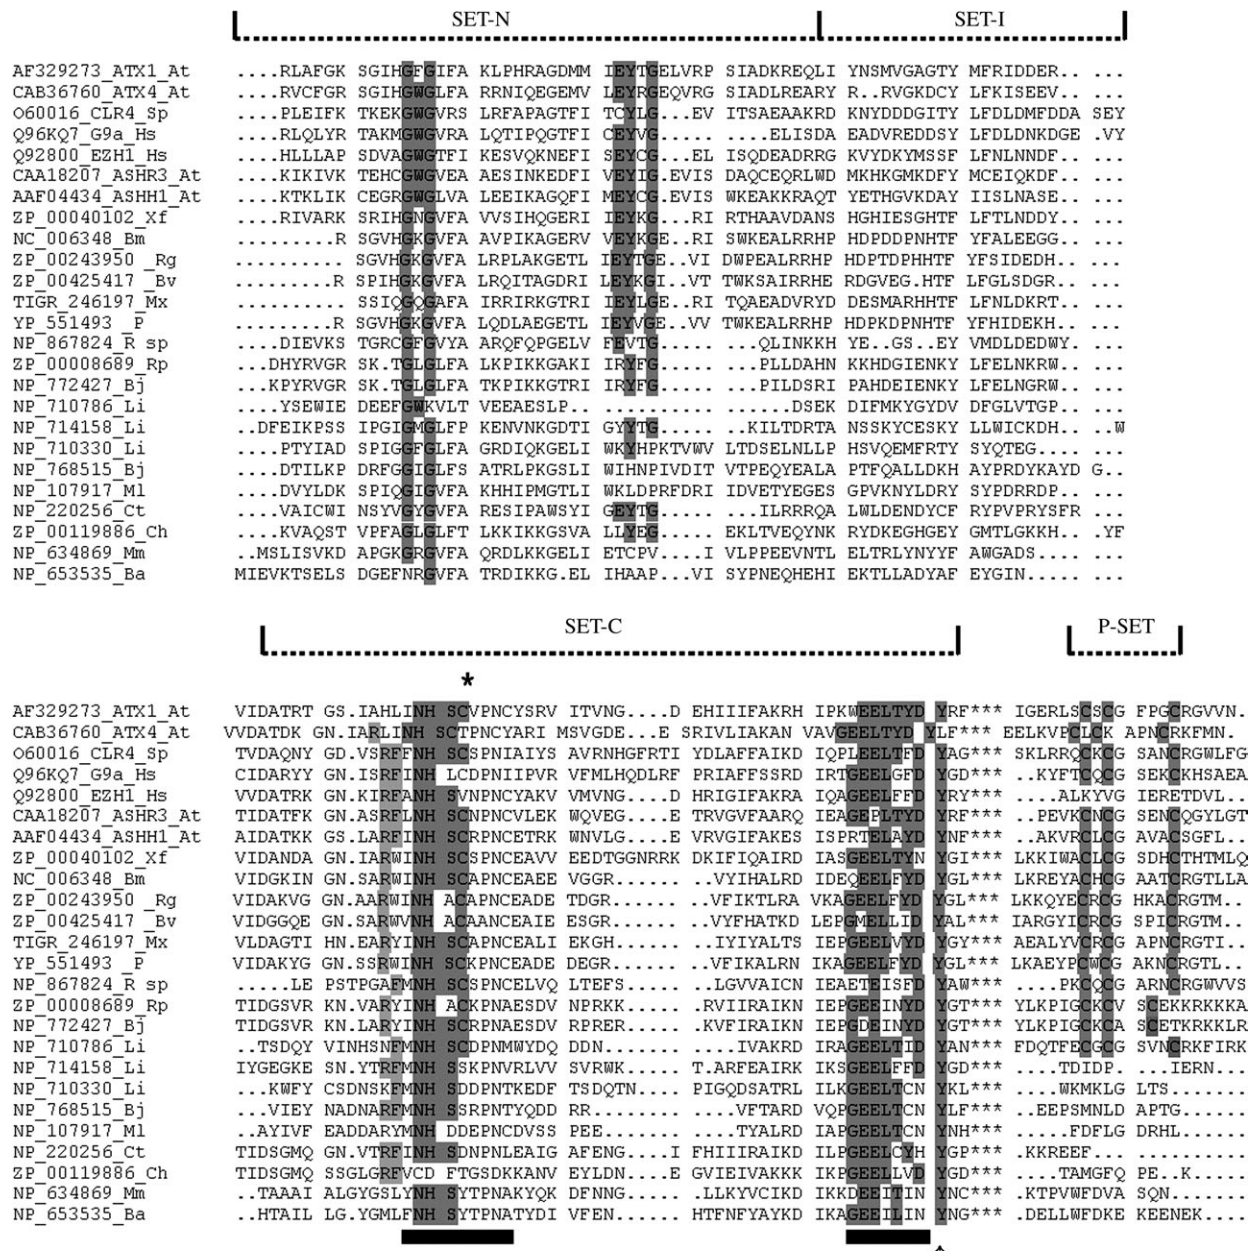 SET-N SET-I
AF329273_ATX1_At ....RLAFGK SGIHGFGIFA KLPHRAGDMM IEYTGELVRP SIADKREQLI YNSMVGAGTY MFRIDDER.. ...
CAB36760_ATX4_At ....RVCFGR SGIHGWGLFA RRNIQEGEMV LEYRGEQVRG SIADLREARY R..RVGKDCY LFKISEEV.. ...
O60016_CLR4_Sp ....PLEIFK TKEKGWGVRS LRFAPAGTFI TCYLG...EV ITSAEAAKRD KNYDDDGITY LFDLDMFDDA SEY
Q96KQ7_G9a_Hs ....RLQLYR TAKMGWGVRA LQTIPQGTFI CEYVG..... ..ELISDA EADVREDDSY LFDLDNKDGE .VY
Q92800_EZH1_Hs ....HLLLAP SDVAGWGTFI KESVQKNEFI SEYCG...EL ISQDEADRRG KVYDKYMSSF LFNLNNDF.. ...
CAA18207_ASHR3_At ....KIKIVK TEHCGWGVEA AESINKEDFI VEYIG.EVIS DAQCEQRLWD MKHKGMKDFY MCEIQKDF.. ...
AAF04434_ASHH1_At ....KTKLIK CEGRGWGLVA LEEIKAGQFI MEYCG.EVIS WKEAKKRAQT YETHGVKDAY IISLNASE.. ...
ZP_00040102_Xf ....RIVARK SRIHGNGVFA VVSIHQGERI IEYKG...RI RTHAAVDANS HGHIESGHTF LFTLNDDY.. ...
NC_006348_Bm .........R SGVHGKGVFA AVPIKAGERV VEYKGE..RI SWKEALRRHP HPDPDDPNHTF YFALEEGG.. ...
ZP_00243950 _Rg .......... SGVHGKGVFA LRPLAKGETL IEYTGE..VI DWPEALRRHP HPDTDPHHTF YFSIDEDH.. ...
ZP_00425417 _Bv .........R SPIHGKGVFA LRQITAGDRI LEYKGI..VT TTWKSAIRRHE RDGVEG.HTF LFGLSDGR.. ...
TIGR_246197_Mx .......... SSIQGQGAFA IRRIRKGTRI IEYLGE..RI TQAEADVRYD DESMARHHTF LFNLDKRT.. ...
YP_551493 _P .........R SGVHGKGVFA LQDLAEGETL IEYVGE..VV TWKEALRRHP HDPKDPNHTF YFHIDEKH.. ...
NP_867824_R sp ....DIEVKS TGRCGFGVYA ARQFQPGELV FEVTG..... ..QLINKKH YE..GS..EY VMDLDEDWY. ...
ZP_00008689_Rp ...DHYRVGR SK.TGLGLFA LKPIKKGAKI IRYFG..... ...PLLDAHN KKHDGIENKY LFELNKRW.. ...
NP_772427_Bj ...KPYRVGR SK.TGLGLFA TKPIKKGTRI IRYFG..... ...PILDSRI PAHDEIENKY LFELNGRW.. ...
NP_710786_Li ....YSEWIE DEEFGWKVLT VEEAESLP.. .......... ......DSEK DIFMKYGYDV DFGLVTGP.. ...
NP_714158_Li ...DFEIKPSS IPGIGMGLFP KENVNKGDTI GYYTG..... ..KILTDRTA NSSKYCESKY LLWICKDH.. ..W
NP_710330_Li ....PTYIAD SPIGGFGLFA GRDIQKGELI WKYHPKTVWV LTDSELNLLP HSVQEMFRTY SYQTEG.... ...
NP_768515_Bj ....DTILKP DRFGGFGLFS ATRLPKGSLI WIHNPIVDIT VTPEQYEALA PTFQALLDKH AYPRDYKAYD G..
NP_107917_Ml ....DVYLDK SPIQGIGVFA KHHIPMGTLI WKLDPRFDRI IDVETYEGES GPVKNYLDRY SYPDRRDP.. ...
NP_220256_Ct ....VAICWI NSYVGYGVFA RESIPAWSYI GEYTG..... ..ILRRRQA LWLDENDYCF RYPVPRYSFR ...
ZP_00119886_Ch ....KVAQST VPFAGLGLFT LKKIKKGSVA LLYEG..... EKLTVEQYNK RYDKEGHGEY GMTLGKKH.. .YF
NP_634869_Mm ..MSLISVKD APGKGRGVFA QRDLKKGELI ETCPV....I VLPPEEVNTL ELTRLYNYYF AWGADS.... ...
NP_653535_Ba MIEVKTSELS DGEFNRGVFA TRDIKKG.EL IHAAP..VI SYPNEQHEHI EKTLLADYAF EYGIN..... ...
SET-C P-SET
*
AF329273_ATX1_At VIDATRT GS.IAHLINH SCVPNCYSRV ITVNG....D EHIIIFAKRH IPKWEELTYD YRF*** IGERLSCSCG FPGCRGVVN.
CAB36760_ATX4_At VVDATDK GN.IARLINH SCTPNCYARI MSVGDE...E SRIVLIAKAN VAVGEELTYD YLF*** EELKVPCLCK APNCRKFMN.
O60016_CLR4_Sp TVDAQNYG D.VSRFFNH SCSPNIAIYS AVRNHGFRTI YDLAFFAIKD IQPLEELTFD YAG*** SKLRRQCKCG SANCRGWLFG
Q96KQ7_G9a_Hs CIDARYYG N.ISRFINH LCDPNIIPVR VFMLHQDLRF PRIAFFSSRD IRTGEELGFD YGD*** ..KYFTCQCG SEKCKHSAEA
Q92800_EZH1_Hs VVDATRK GN.KIRFANH SVNPNCYAKV VMVNG....D HRIGIFAKRA IQAGEELFFD YRY*** ...ALKYVG IERETDVL..
CAA18207_ASHR3_At TIDATFK GN.ASRFLNH SCNPNCVLEK WQVEG....E TRVGVFAARQ IEAGEPLTYD YRF*** ..PEVKCNCG SENCQGYLGT
AAF04434_ASHH1_At AIDATKK GS.LARFINH SCRPNCETRK WNVLG....E VRVGIFAKES ISPRTELAYD YNF*** ..AKVRCLCG AVACSGFL..
ZP_00040102_Xf VIDANDA GN.IARWINH SCSPNCEAVV EEDTGGNRRK DKIFIQAIRD IASGEELTYN YGI*** LKKIWACLCG SDHCTHTMLQ
NC_006348_Bm VIDGKIN GN.SARWINH SCAPNCEAEE VGGR...... ..VYIHALRD IDEQEELFYD YGL*** LKREYACHCG AATCRGTLLA
ZP_00243950 _Rg VIDAKVG GN.AARWINH ACAPNCEADE TDGR...... ..VFIKTLRA VKAGEELFYD YGL*** LKKQYECRCG HKACRGTM..
ZP_00425417 _Bv VIDGGQE GN.SARWVNH ACAANCEAIE ESGR...... ..VYFHATKD LEPGMELLID YAL*** IARGYICRCG SPICRGTM..
TIGR_246197_Mx VLDAGTI HN.EARYINH SCAPNCEALI EKGH...... ..IYIYALTS IEPGEELVYD YGY*** AEALYVCRCG APNCRGTI..
YP_551493 _P VIDAKYG GN.SSRWINH SCKPNCEADE DEGR...... ..VFIKALRN IKAGEELFYD YGL*** LKAEYPCWCG AKNCRGTL..
NP_867824_R sp ...LE PSTPGAFMNH SCSPNCELVQ LTEFS..... ..LGVVAICN IEAETEISFD YAW*** ...PKCQCG GARNCRGWVVS
ZP_00008689_Rp TIDGSVRK KN.VARYINH ACKPNAESDV NPRKK..... ..RVIIRAIKN IEPGEEINYD YGT*** YLKPIGCKCV SCEKKRKKKA
NP_772427_Bj TIDGSVRK KN.LARYINH SCRPNAESDV RPRER..... ..KVFIRAIKN IEPGDEINYD YGT*** YLKPIGCKCA SCETKRKKLR
NP_710786_Li ..TSDQY VINHSNFMNH SCDPNMWYDQ DDN....... ..IVAKRD IRAGEELTID YAN*** FDQTFECGCG SVNCRKFIRK
NP_714158_Li IYGEGKE SN.YTRFMNH SSKPNVRLVV SVRWK..... ..TARFEAIRK IKSGEELFFD YGD*** ...TDIDP. ...IERN..
NP_710330_Li ..KWFY CSDNSKFMNH SDDPNTKEDF TSDQTN.... PIGQDSATRL ILKGEELTCN YKL*** ...WKMKLG LTS.......
NP_768515_Bj ...VIEY NADNARFMNH SSRPNTYQDD RR........ ...VFTARD VQPGEELTCN YLF*** ..EEPSMNLD APTG......
NP_107917_Ml ..AYIVF EADDARYMNH DDEPNCDVSS PEE....... ...TYALRD IAPGEELTCN YNH*** ...FDFLG DRHL......
NP_220256_Ct TIDSGMQ GN.VTRFINH SDNPNLEAIG AFENG....I FHIIIRAIKD ILPGEELCYH YGP*** .KKREEF... ..........
ZP_00119886_Ch TIDSGMQ SSGLGRFVCD FTGSDKKANV EYLDN....E GVIEIVAKKK IKPGEELLVD YGD*** ...TAMGFQ PE..K.....
NP_634869_Mm ..TAAAI ALGYGSLYNH SYTPNAKYQK DFNNG..... .LLKYVCIKD IKKDEEITIN YNC*** .KTPVWFDVA SQN.......
NP_653535_Ba ..HTAIL LG.YGMLFNH SYTPNATYDI VFEN...... .HTFNFYAYKD IKAGEEILIN YNG*** .DELLWFDKE KEENEK....